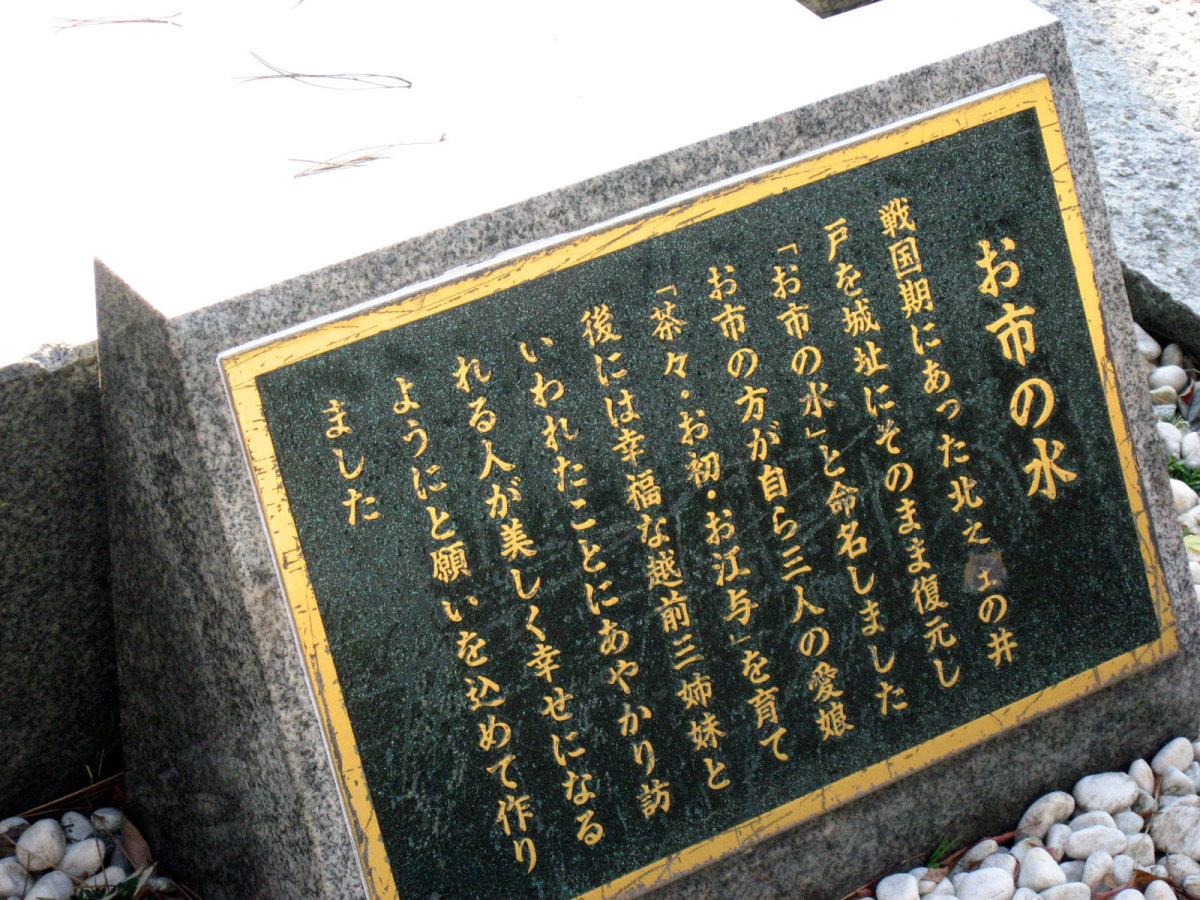 お市の水
戦国期にあった北之庄の井
戸を城址にそのまま復元し
「お市の水」と命名しました
お市の方が自ら三人の愛娘
「茶々・お初・お江与」を育て
後には幸福な越前三姉妹と
いわれたことにあやかり訪
れる人が美しく幸せになる
ようにと願いを込めて作り
ました